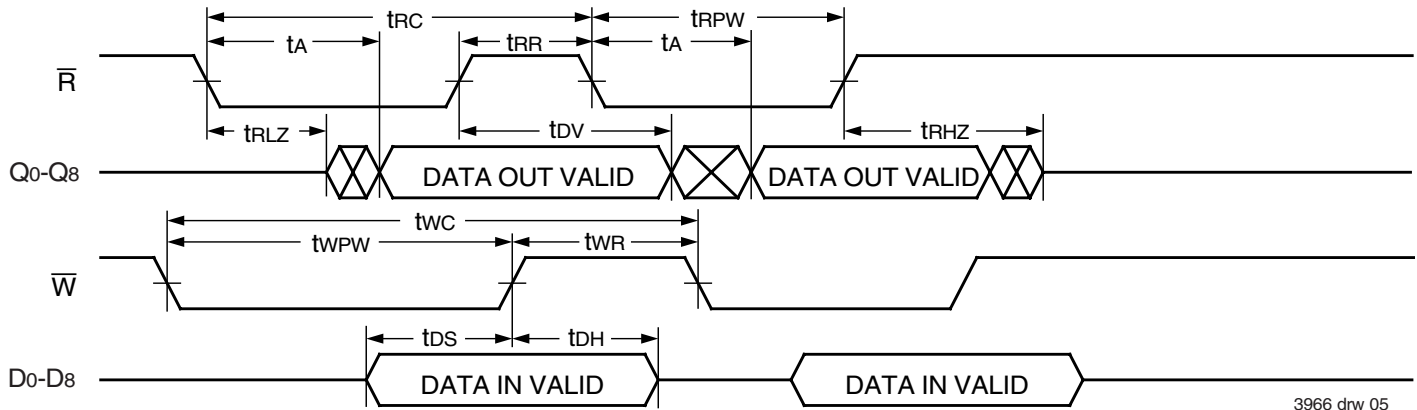 tRC tRPW
tA tRR tA
R̅
tRLZ tDV tRHZ
Q0-Q8 DATA OUT VALID DATA OUT VALID
tWC
tWPW tWR
W̅
tDS tDH
D0-D8 DATA IN VALID DATA IN VALID
3966 drw 05